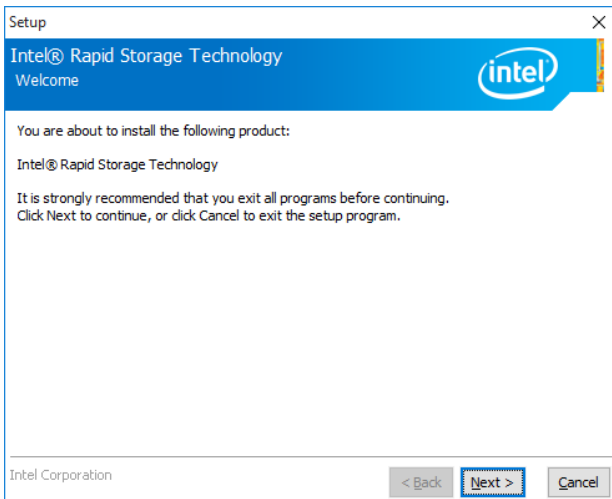 Setup
Intel® Rapid Storage Technology
Welcome
intel
You are about to install the following product:
Intel® Rapid Storage Technology
It is strongly recommended that you exit all programs before continuing.
Click Next to continue, or click Cancel to exit the setup program.
Intel Corporation
< Back Next > Cancel